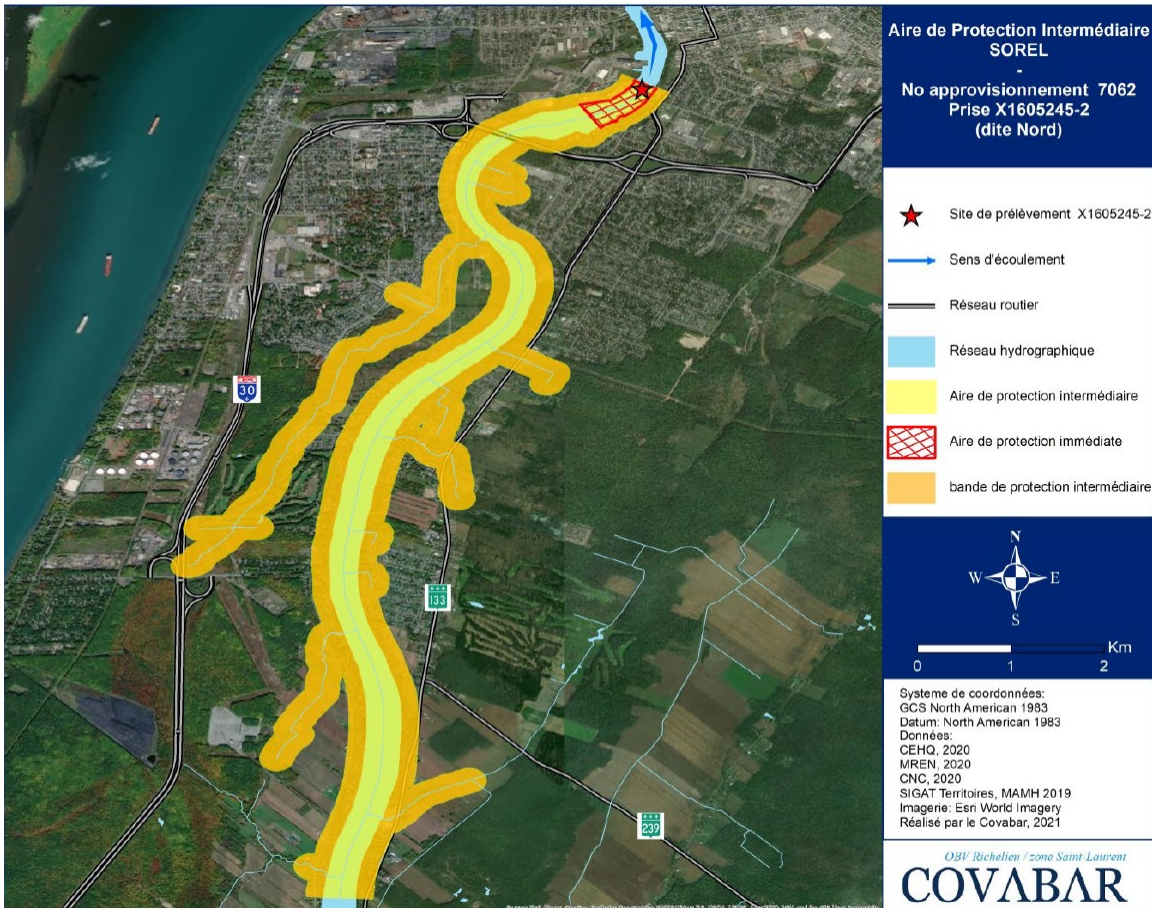 Aire de Protection Intermédiaire
SOREL
-
No approvisionnement 7062
Prise X1605245-2
(dite Nord)
Site de prélèvement X1605245-2
Sens d'écoulement
Réseau routier
Réseau hydrographique
Aire de protection intermédiaire
Aire de protection immédiate
bande de protection intermédiaire
N
W
E
S
Km
0
1
2
Systeme de coordonnées:
GCS North American 1983
Datum: North American 1983
Données:
CEHQ, 2020
MREN, 2020
CNC, 2020
SIGAT Territoires, MAMH 2019
Imagerie: Esri World Imagery
Réalisé par le Covabar, 2021
OBV Richelieu / zone Saint-Laurent
COVABAR
30
133
239